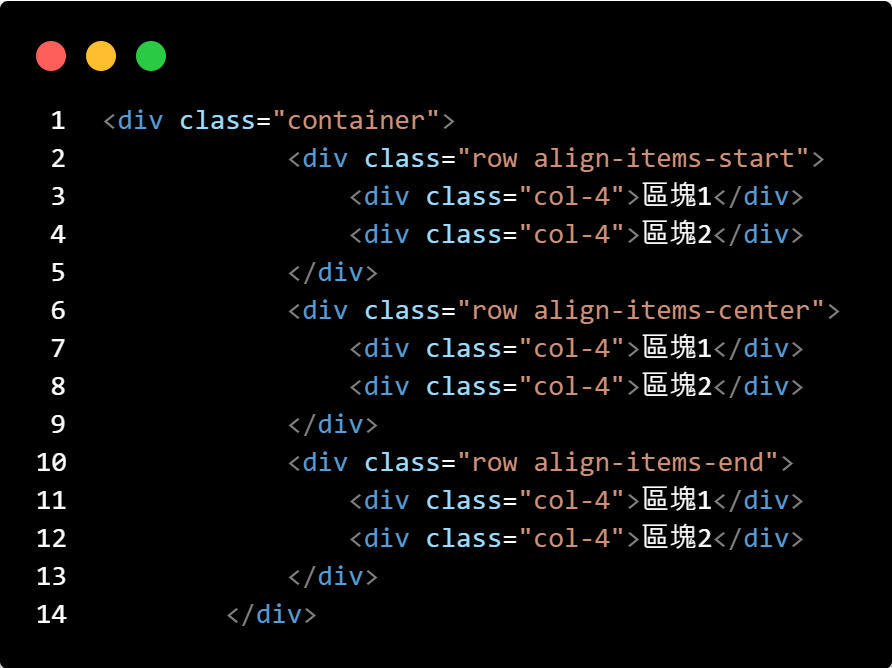 1 <div class="container">
2 <div class="row align-items-start">
3 <div class="col-4">區塊1</div>
4 <div class="col-4">區塊2</div>
5 </div>
6 <div class="row align-items-center">
7 <div class="col-4">區塊1</div>
8 <div class="col-4">區塊2</div>
9 </div>
10 <div class="row align-items-end">
11 <div class="col-4">區塊1</div>
12 <div class="col-4">區塊2</div>
13 </div>
14 </div>